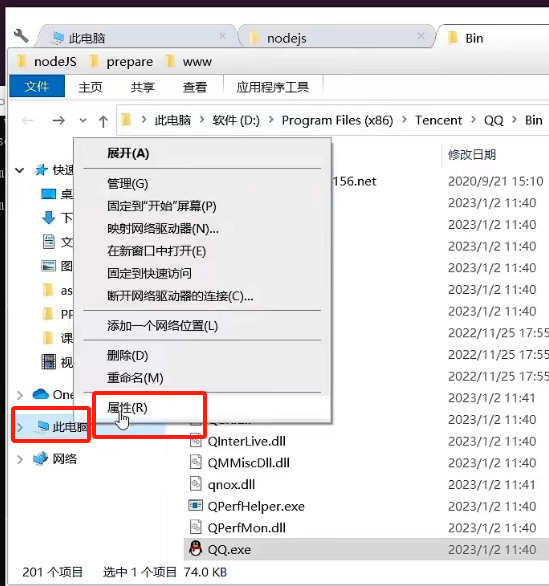 此电脑 nodejs Bin
nodeJS prepare www
文件 主页 共享 查看 应用程序工具
此电脑 软件 (D:) Program Files (x86) Tencent QQ Bin
修改日期
展开(A)
管理(G)
固定到"开始"屏幕(P)
映射网络驱动器(N)...
在新窗口中打开(E)
固定到快速访问
断开网络驱动器的连接(C)...
添加一个网络位置(L)
删除(D)
重命名(M)
属性(R)
快速
桌
下
文
图
as
PP
课
视
One
此电脑
网络
156.net 2020/9/21 15:10
2023/1/2 11:40
2023/1/2 11:40
2023/1/2 11:40
2023/1/2 11:40
2023/1/2 11:40
2023/1/2 11:40
2022/11/25 17:55
2023/1/2 11:40
2022/11/25 17:55
2023/1/2 11:41
2023/1/2 11:40
QInterLive.dll 2023/1/2 11:40
QMMiscDll.dll 2023/1/2 11:40
qnox.dll 2023/1/2 11:41
QPerfHelper.exe 2023/1/2 11:40
QPerfMon.dll 2023/1/2 11:40
QQ.exe 2023/1/2 11:40
201 个项目 选中 1 个项目 74.0 KB